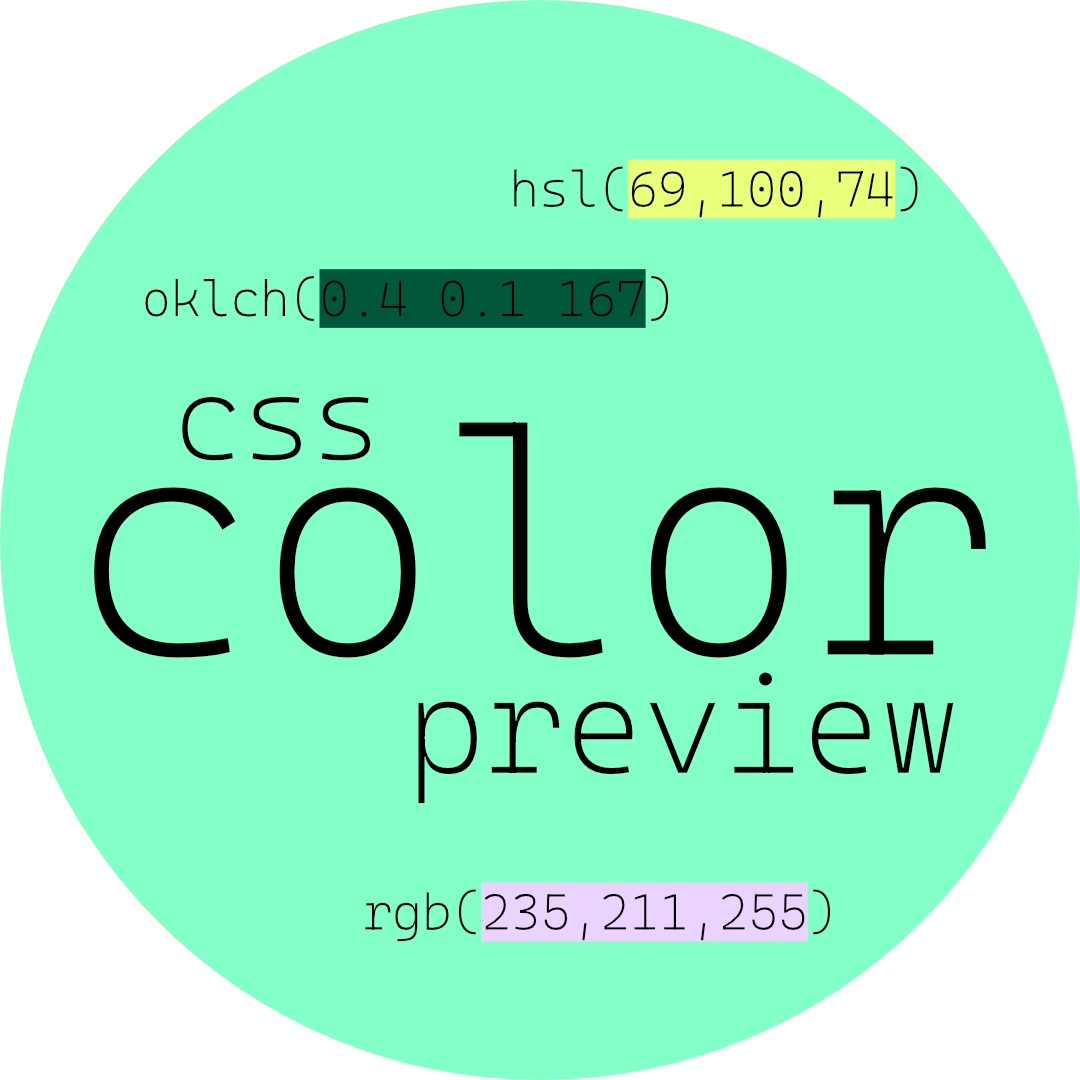 hsl(69,100,74)
oklch(0.4 0.1 167)
css
color
preview
rgb(235,211,255)